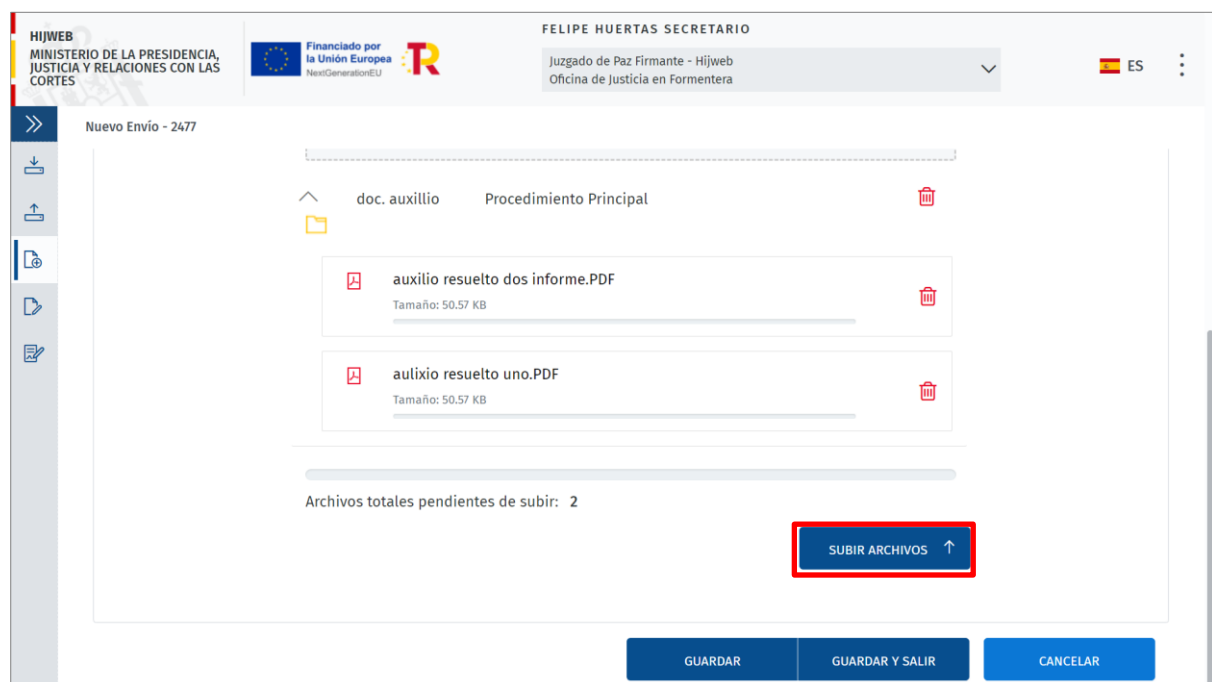 HIJWEB
MINISTERIO DE LA PRESIDENCIA,
JUSTICIA Y RELACIONES CON LAS
CORTES
Financiado por
la Unión Europea
NextGenerationEU
FELIPE HUERTAS SECRETARIO
Juzgado de Paz Firmante - Hijweb
Oficina de Justicia en Formentera
ES
Nuevo Envío - 2477
doc. auxillio Procedimiento Principal
auxilio resuelto dos informe.PDF
Tamaño: 50.57 KB
aulixio resuelto uno.PDF
Tamaño: 50.57 KB
Archivos totales pendientes de subir: 2
SUBIR ARCHIVOS
GUARDAR GUARDAR Y SALIR CANCELAR